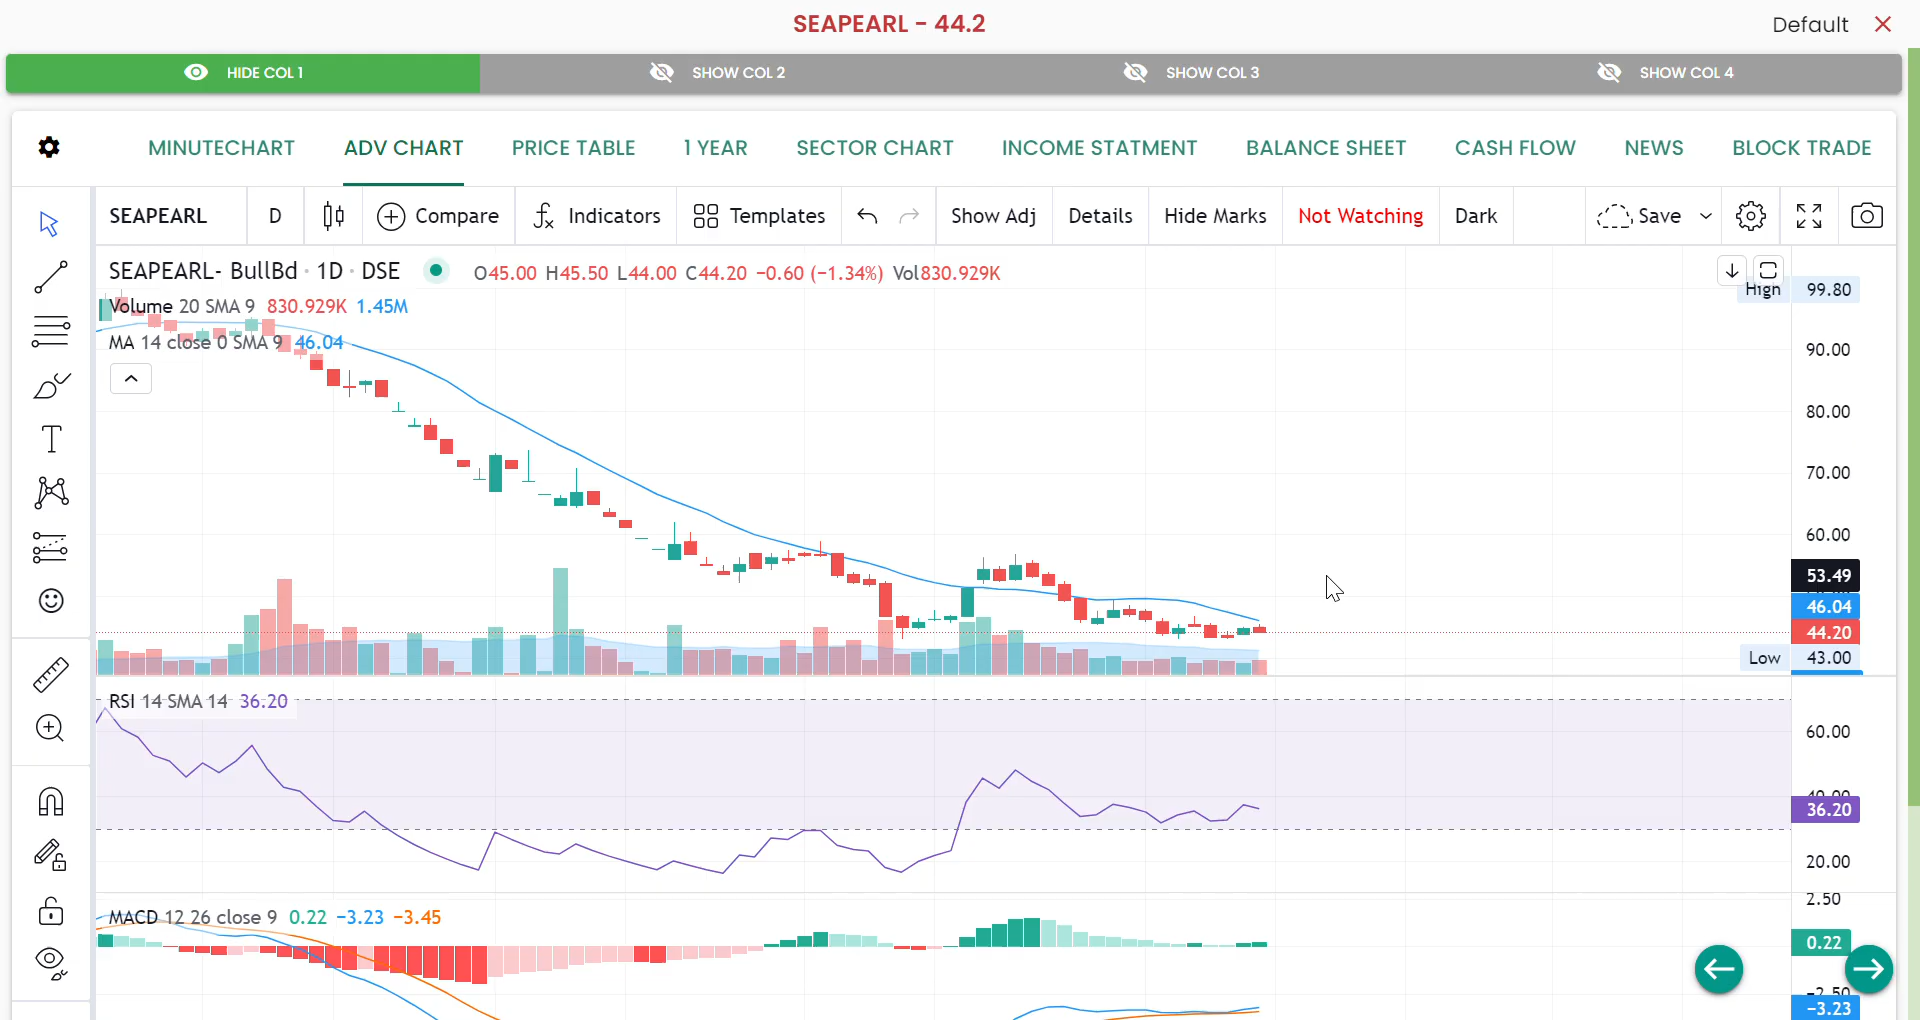 SEAPEARL - 44.2
Default
HIDE COL 1
SHOW COL 2
SHOW COL 3
SHOW COL 4
MINUTECHART
ADV CHART
PRICE TABLE
1 YEAR
SECTOR CHART
INCOME STATMENT
BALANCE SHEET
CASH FLOW
NEWS
BLOCK TRADE
SEAPEARL
D
Compare
Indicators
Templates
Show Adj
Details
Hide Marks
Not Watching
Dark
Save
SEAPEARL- BullBd · 1D · DSE
O45.00 H45.50 L44.00 C44.20 −0.60 (−1.34%) Vol830.929K
Volume 20 SMA 9 830.929K 1.45M
MA 14 close 0 SMA 9 46.04
High 99.80
90.00
80.00
70.00
60.00
53.49
46.04
44.20
Low 43.00
RSI 14 SMA 14 36.20
60.00
40.00
36.20
20.00
MACD 12 26 close 9 0.22 −3.23 −3.45
2.50
0.22
−2.50
−3.23